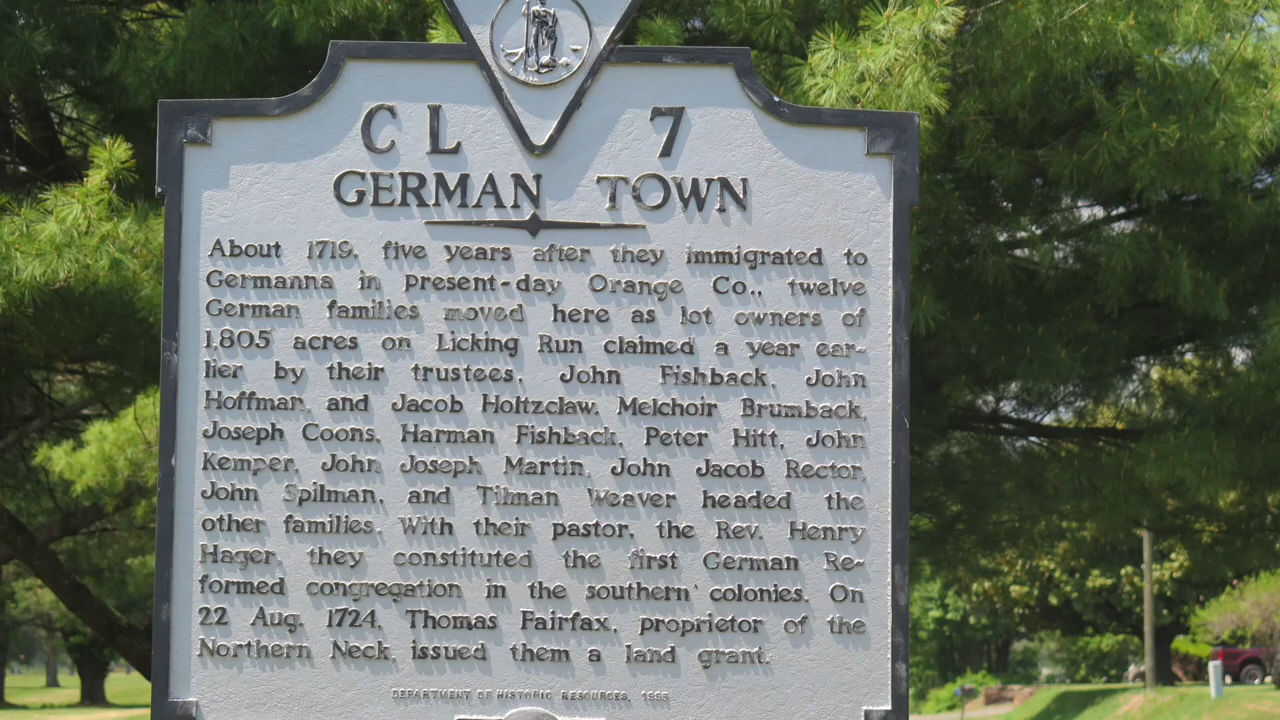 C L 7
GERMAN TOWN
About 1719, five years after they immigrated to
Germanna in present-day Orange Co., twelve
German families moved here as lot owners of
1,805 acres on Licking Run claimed a year ear-
lier by their trustees, John Fishback, John
Hoffman, and Jacob Holtzclaw. Melchoir Brumback,
Joseph Coons, Harman Fishback, Peter Hitt, John
Kemper, John Joseph Martin, John Jacob Rector,
John Spilman, and Tilman Weaver headed the
other families. With their pastor, the Rev. Henry
Hager, they constituted the first German Re-
formed congregation in the southern colonies. On
22 Aug. 1724, Thomas Fairfax, proprietor of the
Northern Neck, issued them a land grant.
DEPARTMENT OF HISTORIC RESOURCES,